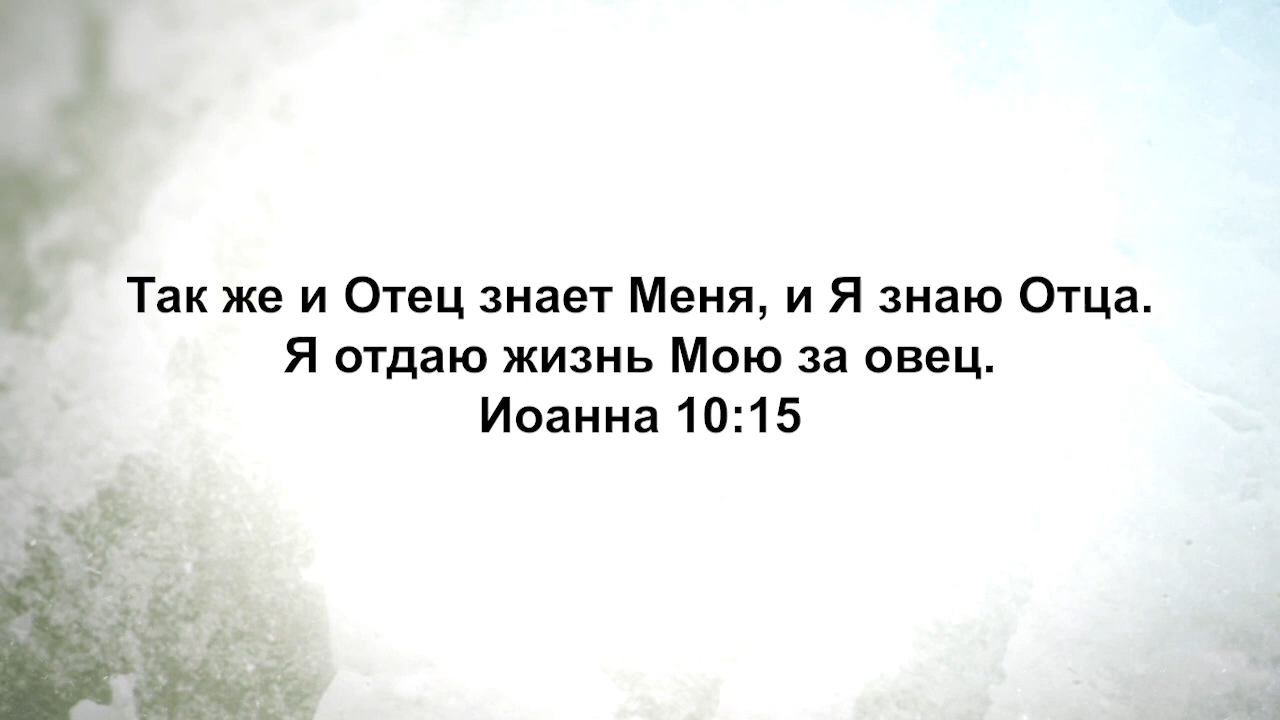 Так же и Отец знает Меня, и Я знаю Отца.
Я отдаю жизнь Мою за овец.
Иоанна 10:15